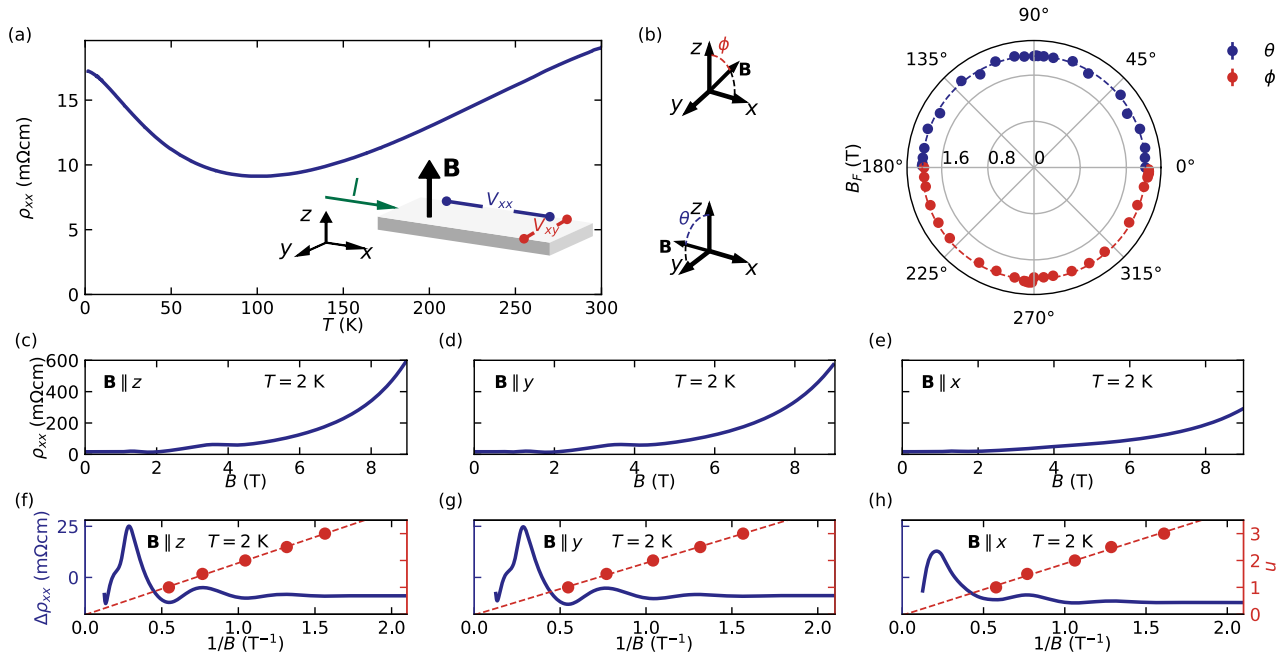 (a)
ρxx (mΩcm)
15
10
5
0
0 50 100 150 200 250 300
T (K)
I
B
Vxx
Vxy
z
y
x
(b)
z
ϕ
B
y
x
z
θ
B
y
x
90°
135°
45°
180°
0°
225°
315°
270°
BF (T)
1.6
0.8
0
θ
ϕ
(c)
ρxx (mΩcm)
600
400
200
0
B ∥ z
T = 2 K
0 2 4 6 8
B (T)
(d)
B ∥ y
T = 2 K
0 2 4 6 8
B (T)
(e)
B ∥ x
T = 2 K
0 2 4 6 8
B (T)
(f)
Δρxx (mΩcm)
25
0
B ∥ z
T = 2 K
0.0 0.5 1.0 1.5 2.0
1/B (T⁻¹)
(g)
B ∥ y
T = 2 K
0.0 0.5 1.0 1.5 2.0
1/B (T⁻¹)
(h)
B ∥ x
T = 2 K
0.0 0.5 1.0 1.5 2.0
1/B (T⁻¹)
3
2
1
0
n